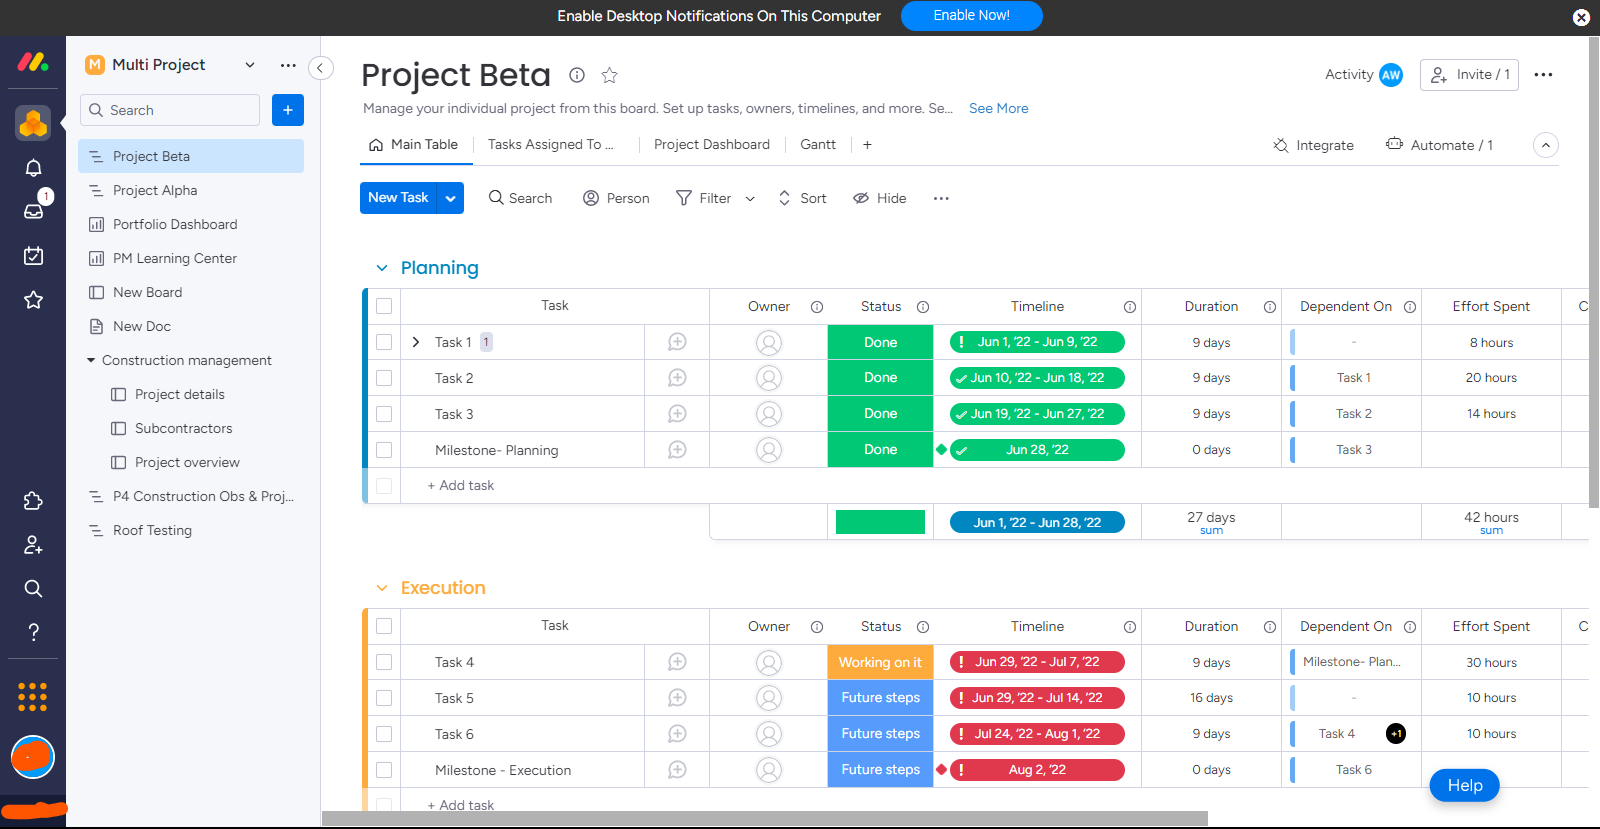 Enable Desktop Notifications On This Computer Enable Now!
M Multi Project
Search
+
Project Beta
Project Alpha
Portfolio Dashboard
PM Learning Center
New Board
New Doc
Construction management
Project details
Subcontractors
Project overview
P4 Construction Obs & Proj...
Roof Testing
1
?
Project Beta
Activity AW Invite / 1
Manage your individual project from this board. Set up tasks, owners, timelines, and more. Se... See More
Main Table Tasks Assigned To ... Project Dashboard Gantt + Integrate Automate / 1
New Task Search Person Filter Sort Hide
Planning
Task Owner Status Timeline Duration Dependent On Effort Spent C
Task 1 1 Done ! Jun 1, '22 - Jun 9, '22 9 days - 8 hours
Task 2 Done Jun 10, '22 - Jun 18, '22 9 days Task 1 20 hours
Task 3 Done Jun 19, '22 - Jun 27, '22 9 days Task 2 14 hours
Milestone- Planning Done Jun 28, '22 0 days Task 3
+ Add task
Jun 1, '22 - Jun 28, '22 27 days 42 hours
sum sum
Execution
Task Owner Status Timeline Duration Dependent On Effort Spent C
Task 4 Working on it ! Jun 29, '22 - Jul 7, '22 9 days Milestone- Plan... 30 hours
Task 5 Future steps ! Jun 29, '22 - Jul 14, '22 16 days - 10 hours
Task 6 Future steps ! Jul 24, '22 - Aug 1, '22 9 days Task 4 +1 10 hours
Milestone - Execution Future steps ! Aug 2, '22 0 days Task 6
+ Add task
Help